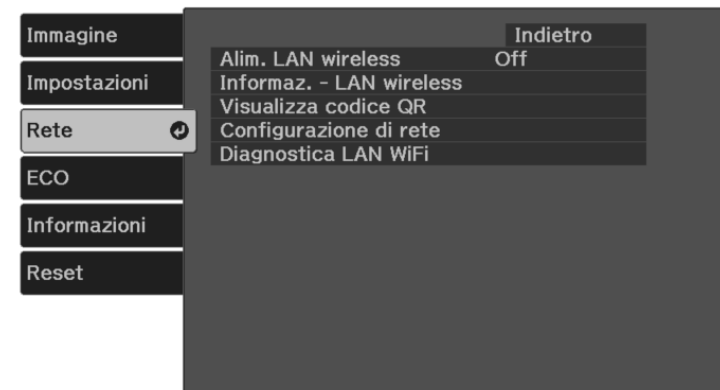 Immagine
Impostazioni
Rete
ECO
Informazioni
Reset
Indietro
Alim. LAN wireless Off
Informaz. - LAN wireless
Visualizza codice QR
Configurazione di rete
Diagnostica LAN WiFi